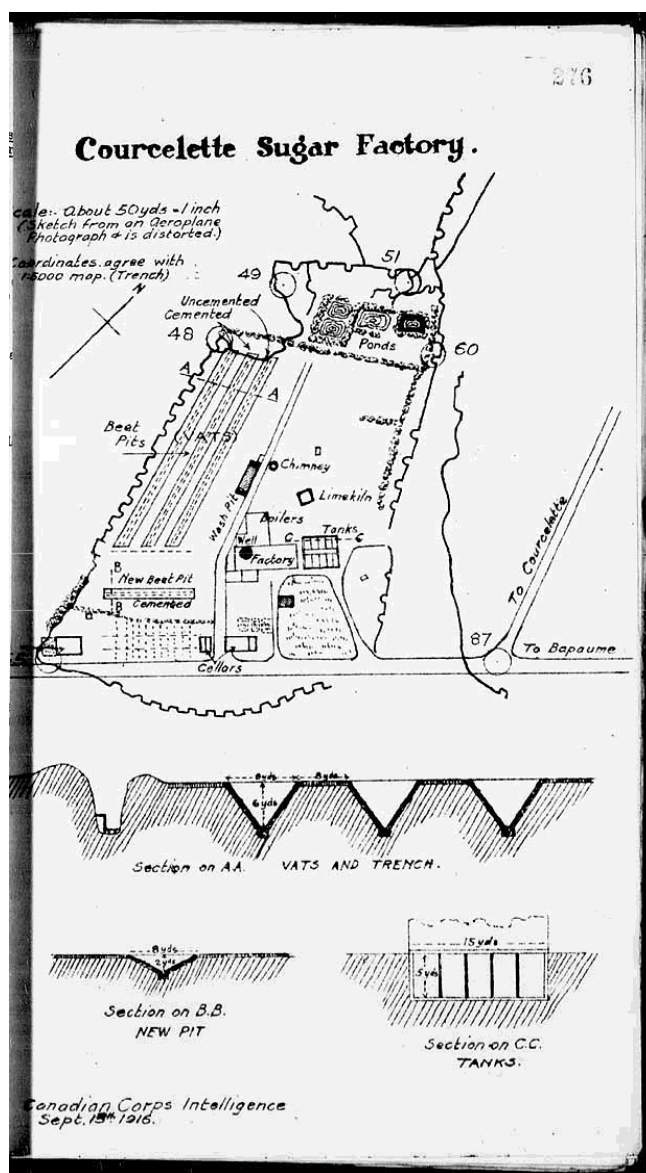 276
Courcelette Sugar Factory.
cale:- About 50yds = 1 inch
(Sketch from an Aeroplane
Photograph & is distorted.)
Coordinates agree with
1:5000 map. (Trench)
N
51
49
Uncemented
Cemented
48
Ponds
60
A
A
Beet
Pits
(VATS)
Chimney
Wash Pit
Limekiln
Boilers
C
Tanks
C
Well
Factory
To Courcelette
B
New Beet Pit
B
Cemented
87
To Bapaume
Cellars
8yds
8yds
6yds
Section on A.A. VATS AND TRENCH.
8yds
2yds
Section on B.B.
NEW PIT
15yds
5yds
Section on C.C.
TANKS.
Canadian Corps Intelligence
Sept. 13th 1916.